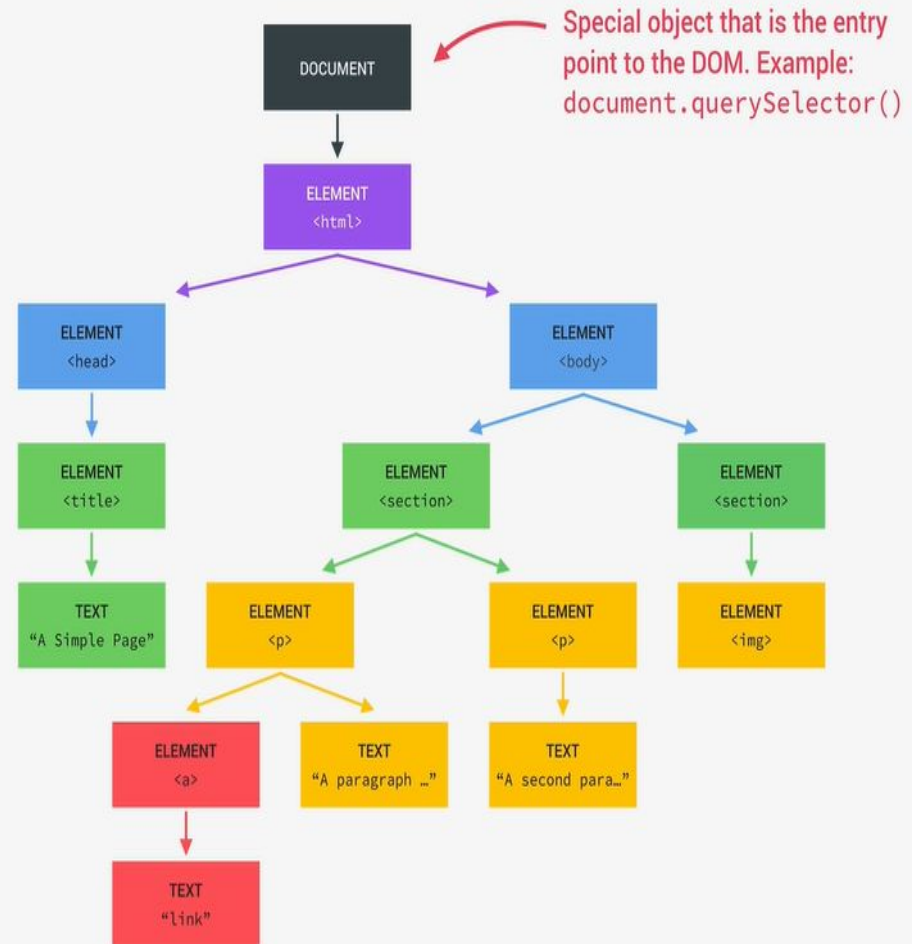 Special object that is the entry
point to the DOM. Example:
document.querySelector()
DOCUMENT
ELEMENT
<html>
ELEMENT
<head>
ELEMENT
<body>
ELEMENT
<title>
ELEMENT
<section>
ELEMENT
<section>
TEXT
“A Simple Page”
ELEMENT
<p>
ELEMENT
<p>
ELEMENT
<img>
ELEMENT
<a>
TEXT
“A paragraph …”
TEXT
“A second para…”
TEXT
“link”